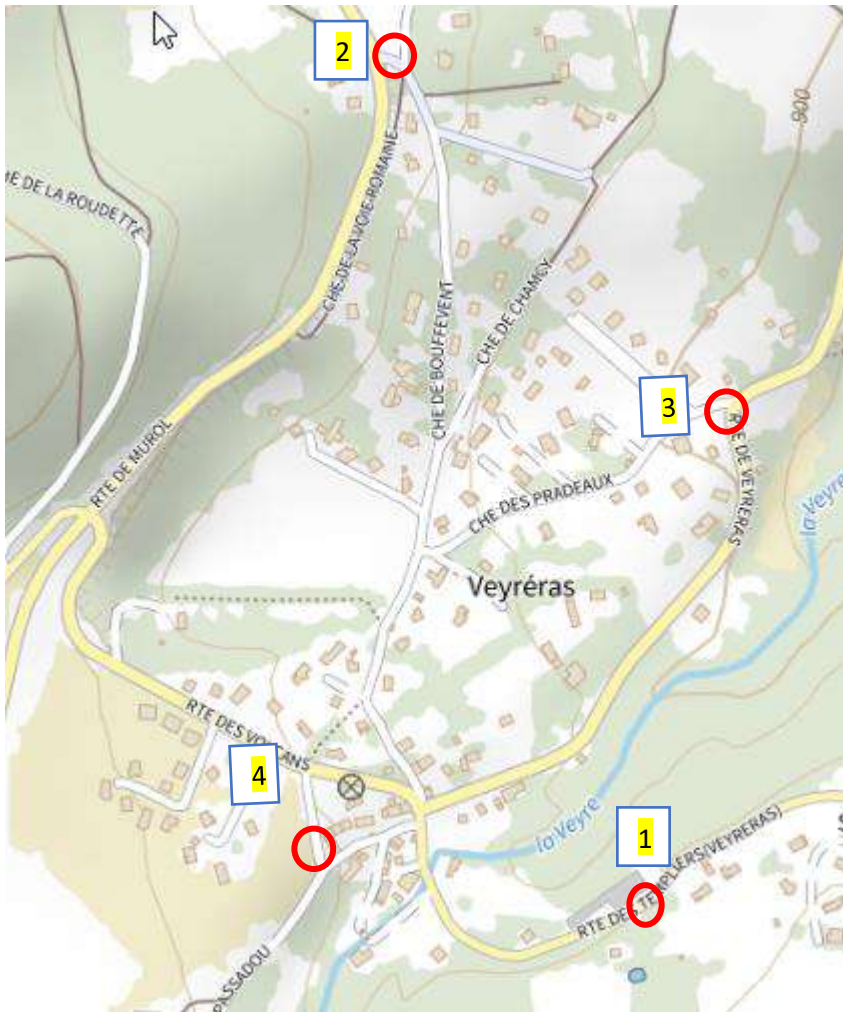 2
900
CHE DE LA VOIE ROMAINE
HE DE LA ROUDETTE
CHE DE CHAMCY
CHE DE BOUFFEVENT
3
RTE DE VEYRERAS
RTE DE MUROL
CHE DES PRADEAUX
la Veyre
Veyréras
RTE DES VOLCANS
4
la Veyre
1
RTE DES TEMPLIERS (VEYRERAS)
S
PASSADOU